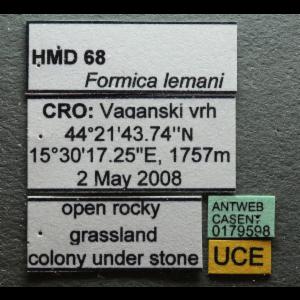 HMD 68
Formica lemani
CRO: Vaganski vrh
44°21'43.74''N
15°30'17.25''E, 1757m
2 May 2008
open rocky
grassland
colony under stone
ANTWEB
CASENT
0179598
UCE